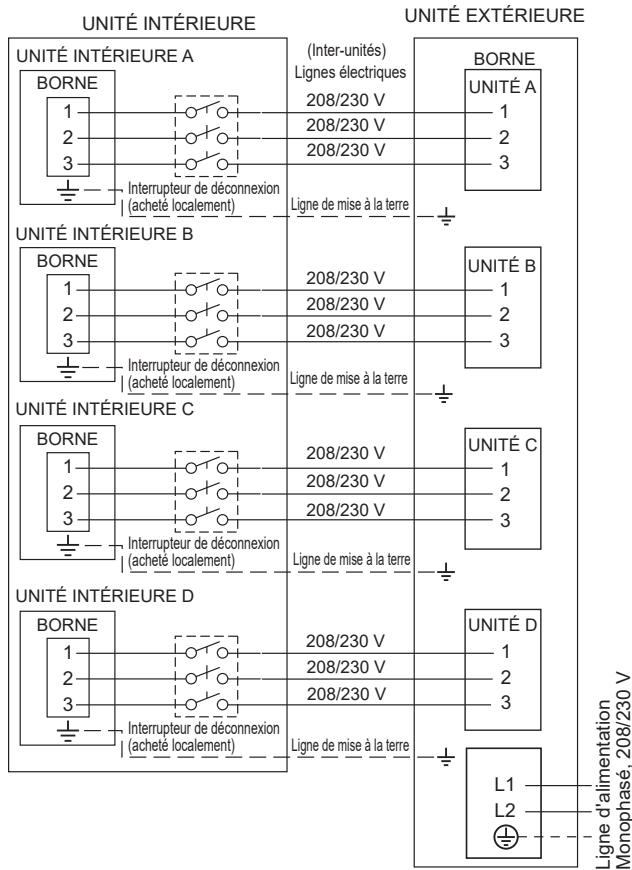 UNITÉ INTÉRIEURE
UNITÉ EXTÉRIEURE
UNITÉ INTÉRIEURE A
(Inter-unités)
Lignes électriques
BORNE
BORNE
UNITÉ A
1
208/230 V
1
2
208/230 V
2
3
208/230 V
3
Interrupteur de déconnexion
(acheté localement)
Ligne de mise à la terre
UNITÉ INTÉRIEURE B
BORNE
UNITÉ B
1
208/230 V
1
2
208/230 V
2
3
208/230 V
3
Interrupteur de déconnexion
(acheté localement)
Ligne de mise à la terre
UNITÉ INTÉRIEURE C
BORNE
UNITÉ C
1
208/230 V
1
2
208/230 V
2
3
208/230 V
3
Interrupteur de déconnexion
(acheté localement)
Ligne de mise à la terre
UNITÉ INTÉRIEURE D
BORNE
UNITÉ D
1
208/230 V
1
2
208/230 V
2
3
208/230 V
3
Interrupteur de déconnexion
(acheté localement)
Ligne de mise à la terre
L1
L2
Ligne d'alimentation
Monophasé, 208/230 V